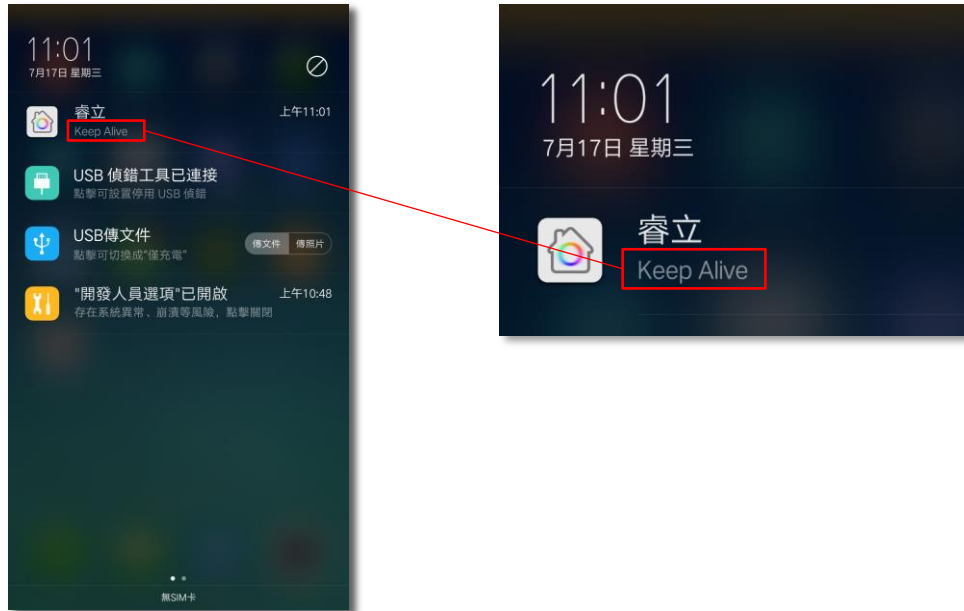 11:01
7月17日 星期三
睿立
上午11:01
Keep Alive
USB 偵錯工具已連接
點擊可設置停用 USB 偵錯
USB傳文件
傳文件 傳照片
點擊可切換成"僅充電"
"開發人員選項"已開啟
上午10:48
存在系統異常、崩潰等風險，點擊關閉
無SIM卡
11:01
7月17日 星期三
睿立
Keep Alive